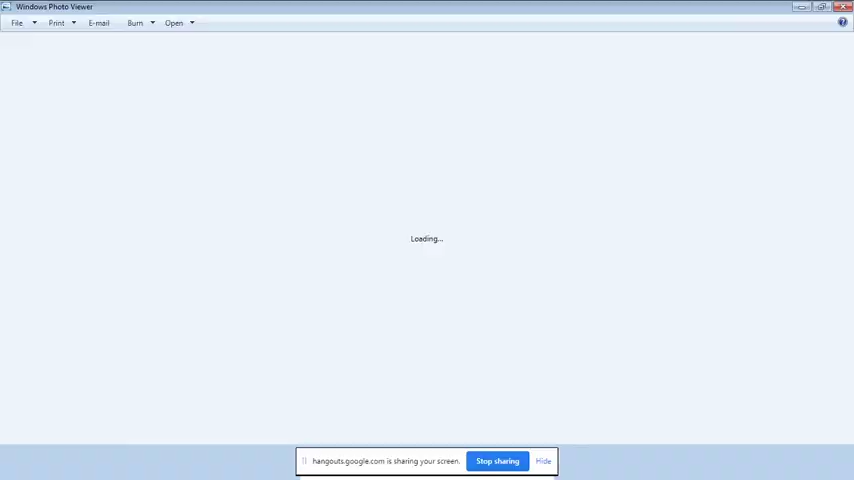 Windows Photo Viewer
File Print E-mail Burn Open
Loading...
hangouts.google.com is sharing your screen. Stop sharing Hide